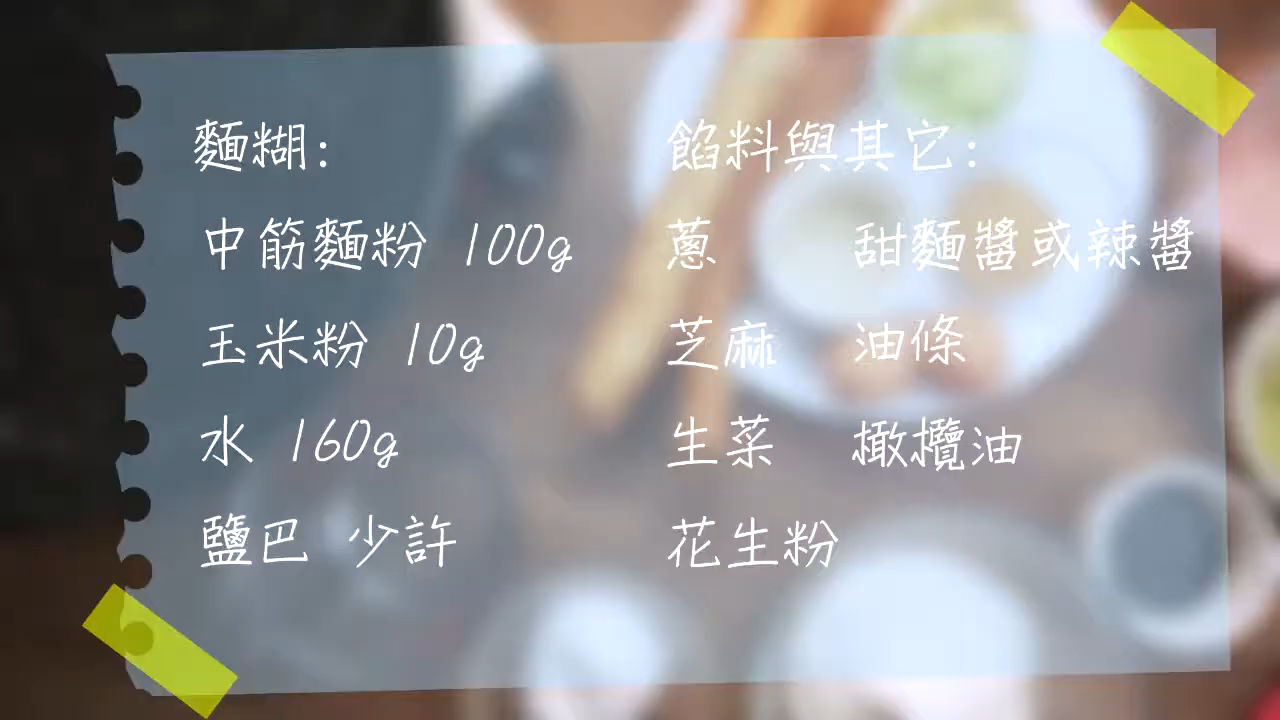 麵糊:
中筋麵粉 100g
玉米粉 10g
水 160g
鹽巴 少許
餡料與其它:
蔥 甜麵醬或辣醬
芝麻 油條
生菜 橄欖油
花生粉